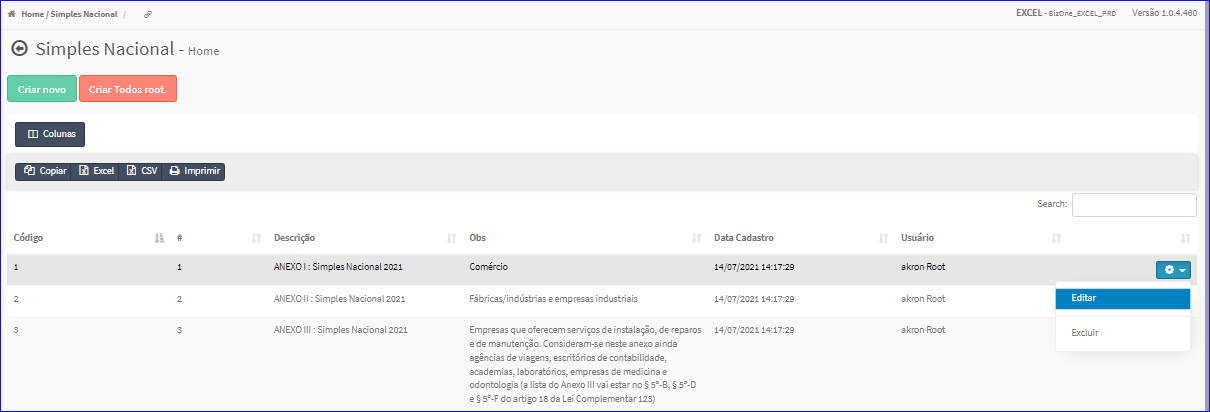 Home / Simples Nacional /
EXCEL - BizOne_EXCEL_PRD Versão 1.0.4.460
Simples Nacional - Home
Criar novo Criar Todos root.
Colunas
Copiar Excel CSV Imprimir
Search:
Código # Descrição Obs Data Cadastro Usuário
1 1 ANEXO I : Simples Nacional 2021 Comércio 14/07/2021 14:17:29 akron Root
Editar
Excluir
2 2 ANEXO II : Simples Nacional 2021 Fábricas/indústrias e empresas industriais 14/07/2021 14:17:29 akron Root
3 3 ANEXO III : Simples Nacional 2021 Empresas que oferecem serviços de instalação, de reparos 14/07/2021 14:17:29 akron Root
e de manutenção. Consideram-se neste anexo ainda
agências de viagens, escritórios de contabilidade,
academias, laboratórios, empresas de medicina e
odontologia (a lista do Anexo III vai estar no § 5º-B, § 5º-D
e § 5º-F do artigo 18 da Lei Complementar 123)